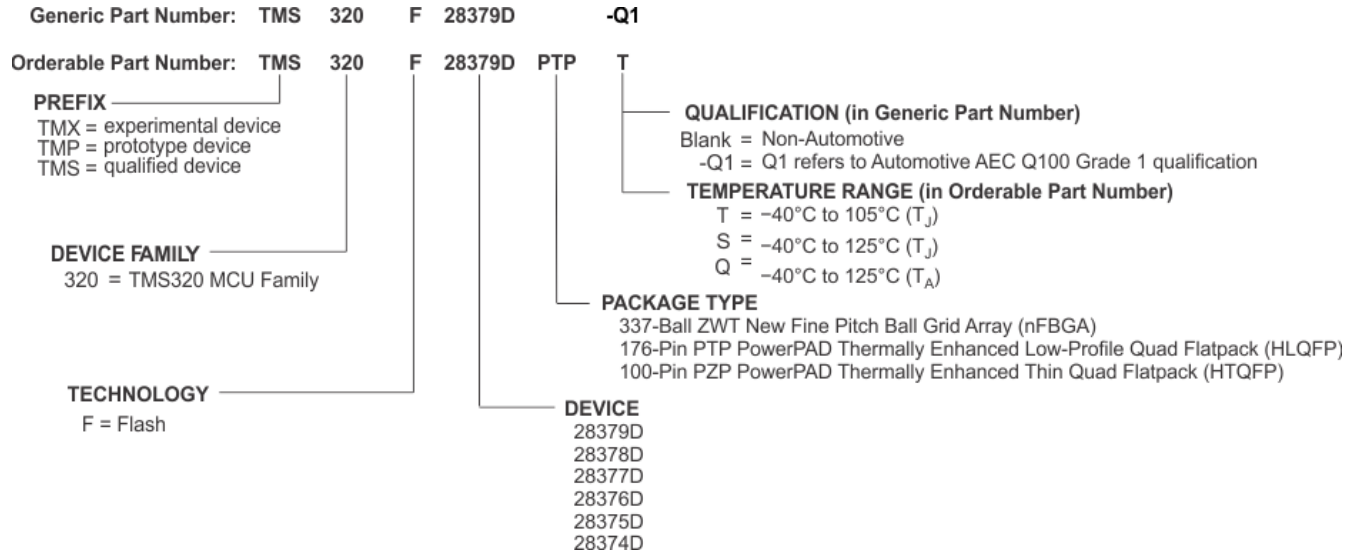 Generic Part Number: TMS 320 F 28379D -Q1
Orderable Part Number: TMS 320 F 28379D PTP T
PREFIX
TMX = experimental device
TMP = prototype device
TMS = qualified device
QUALIFICATION (in Generic Part Number)
Blank = Non-Automotive
-Q1 = Q1 refers to Automotive AEC Q100 Grade 1 qualification
TEMPERATURE RANGE (in Orderable Part Number)
T = −40°C to 105°C (TJ)
S = −40°C to 125°C (TJ)
Q = −40°C to 125°C (TA)
DEVICE FAMILY
320 = TMS320 MCU Family
PACKAGE TYPE
337-Ball ZWT New Fine Pitch Ball Grid Array (nFBGA)
176-Pin PTP PowerPAD Thermally Enhanced Low-Profile Quad Flatpack (HLQFP)
100-Pin PZP PowerPAD Thermally Enhanced Thin Quad Flatpack (HTQFP)
TECHNOLOGY
F = Flash
DEVICE
28379D
28378D
28377D
28376D
28375D
28374D